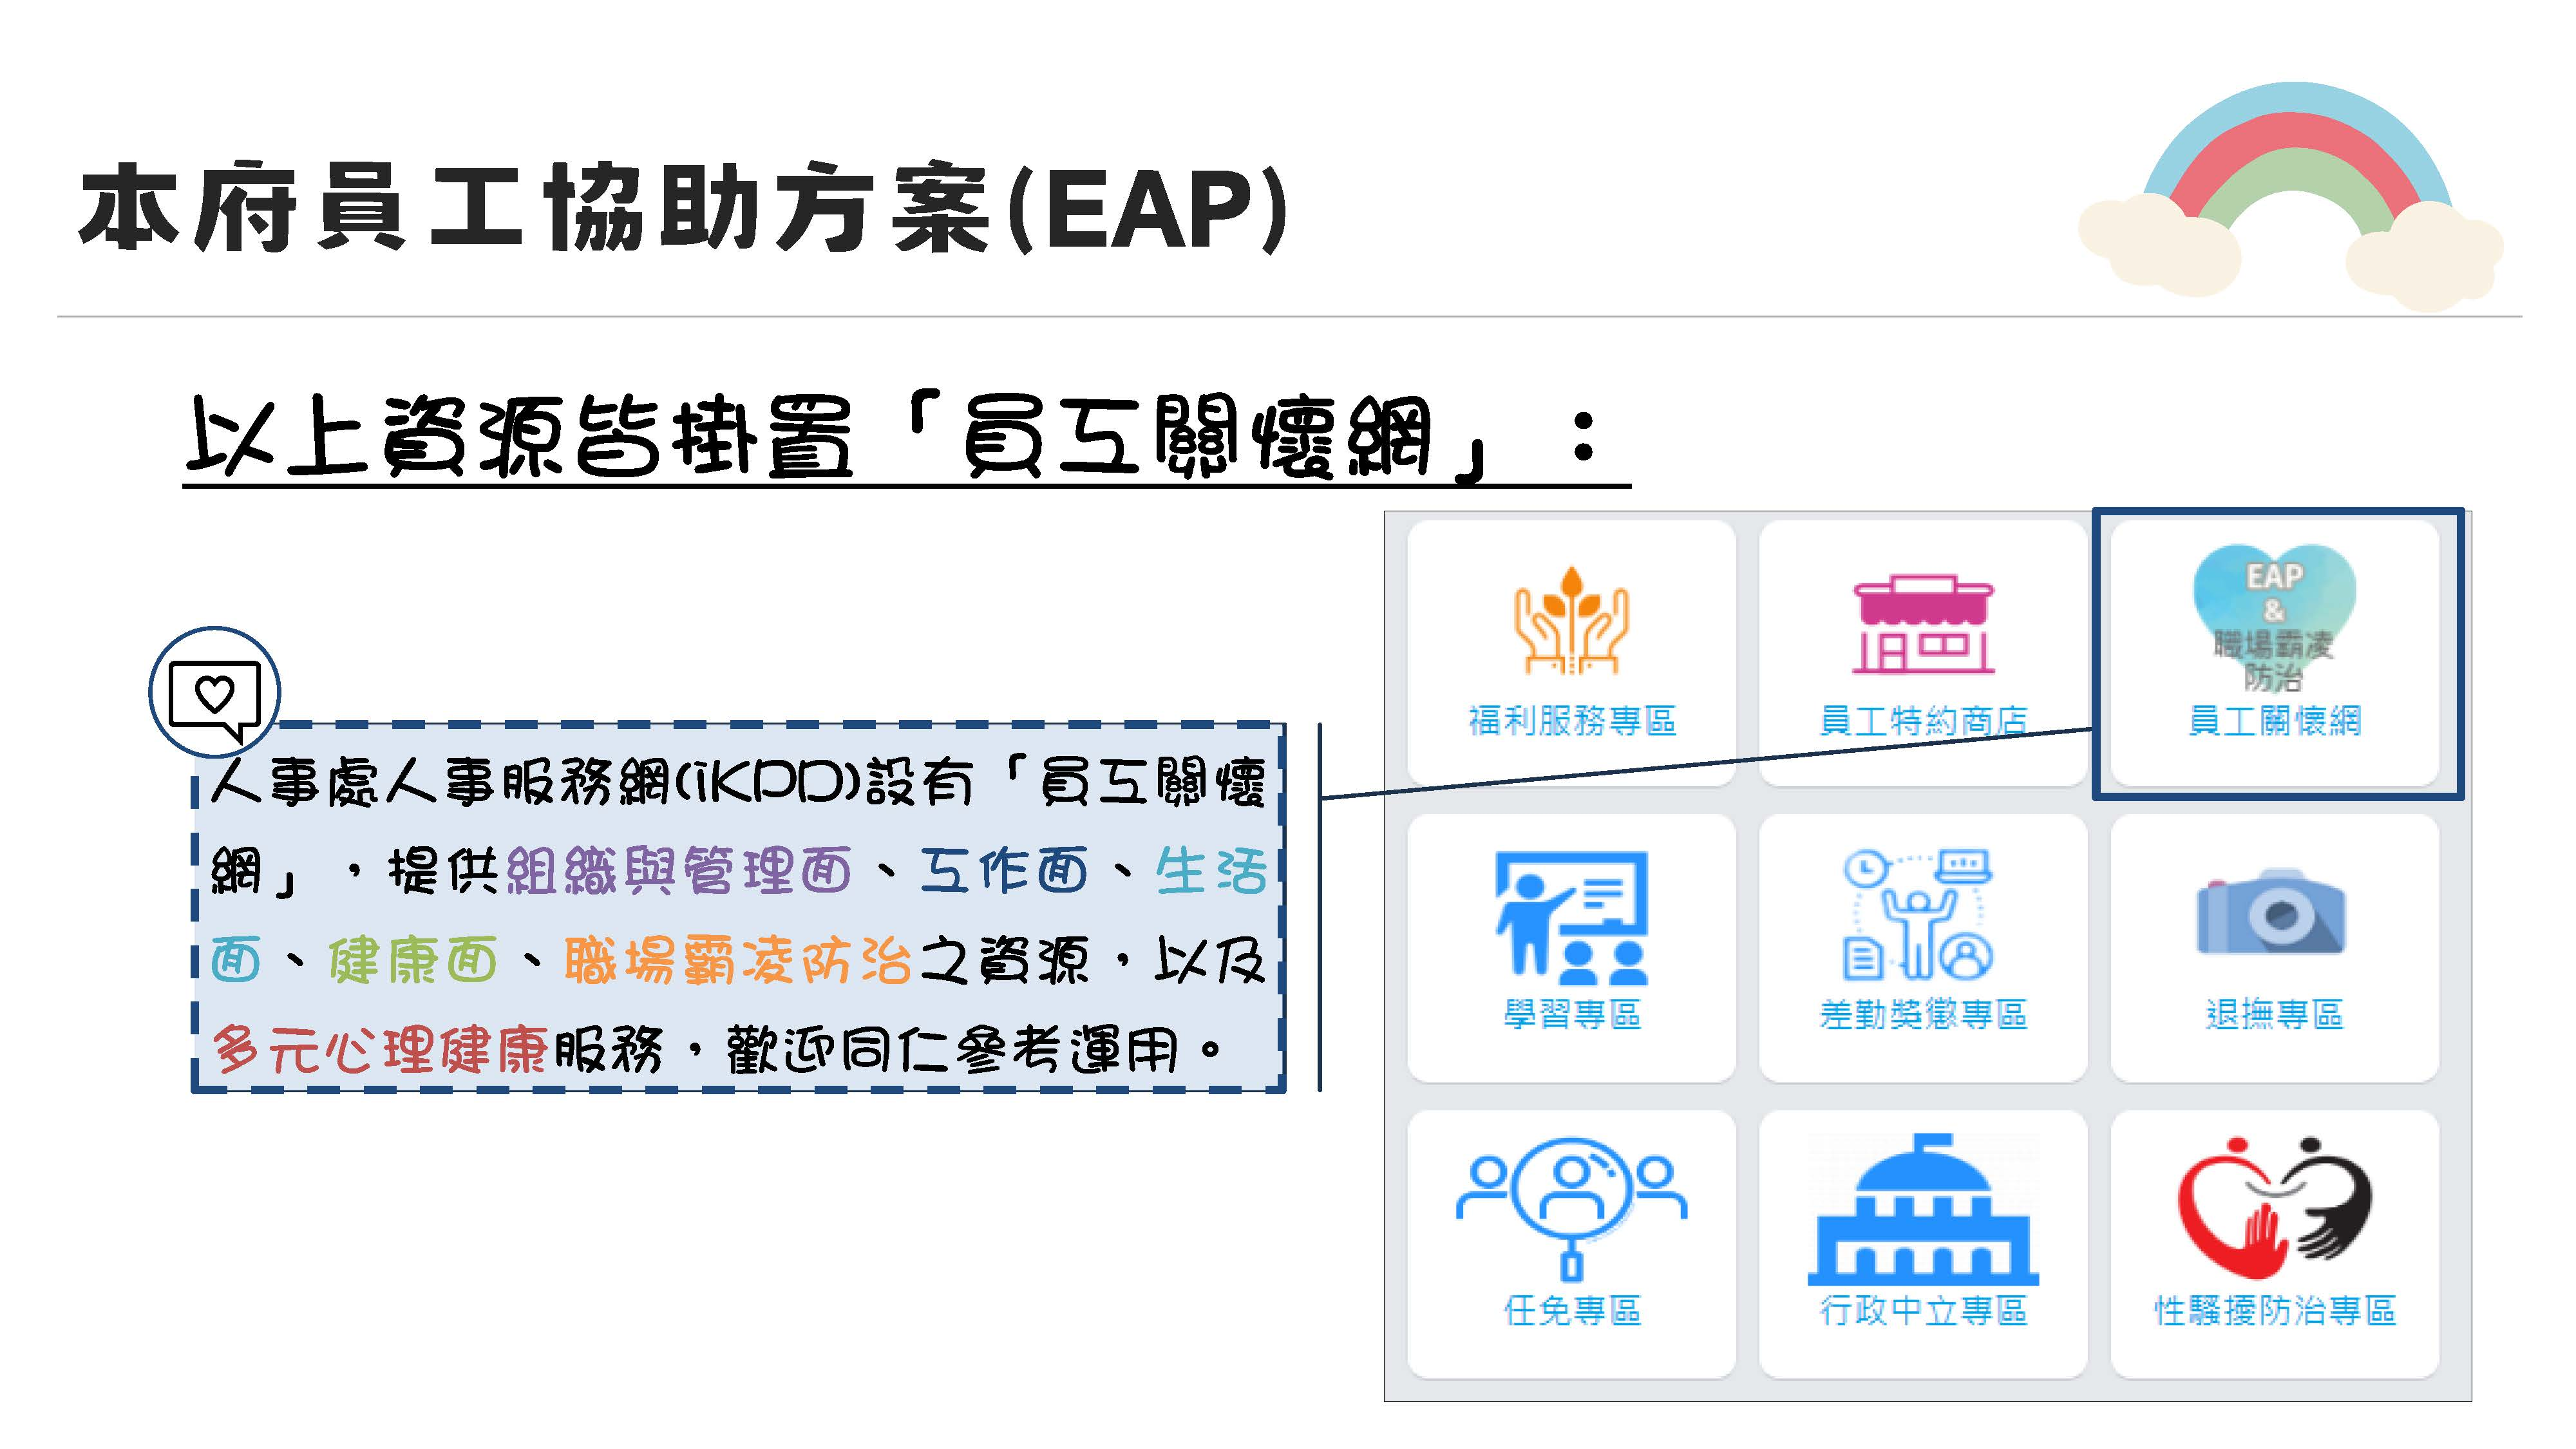 本府員工協助方案(EAP)
以上資源皆掛置「員工關懷網」：
人事處人事服務網(iKPD)設有「員工關懷
網」，提供組織與管理面、工作面、生活
面、健康面、職場霸凌防治之資源，以及
多元心理健康服務，歡迎同仁參考運用。
福利服務專區
員工特約商店
EAP
&
職場霸凌
防治
員工關懷網
學習專區
差勤獎懲專區
退撫專區
任免專區
行政中立專區
性騷擾防治專區